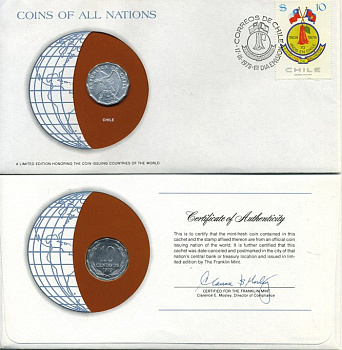 COINS OF ALL NATIONS
CHILE
A LIMITED EDITION HONORING THE COIN ISSUING COUNTRIES OF THE WORLD
CORREOS DE CHILE
$ 10
CHILE
Certificate of Authenticity
This is to certify that the mint-fresh coin contained in this
cachet and the stamp affixed thereon are from an official coin
issuing nation of the world. It is further certified that this
cachet was date-canceled and postmarked in the city of that
nation's central bank or treasury location and issued in
limited edition by The Franklin Mint.
CERTIFIED FOR THE FRANKLIN MINT
Clarence E. Mosley, Director of Compliance
10
CENTAVOS